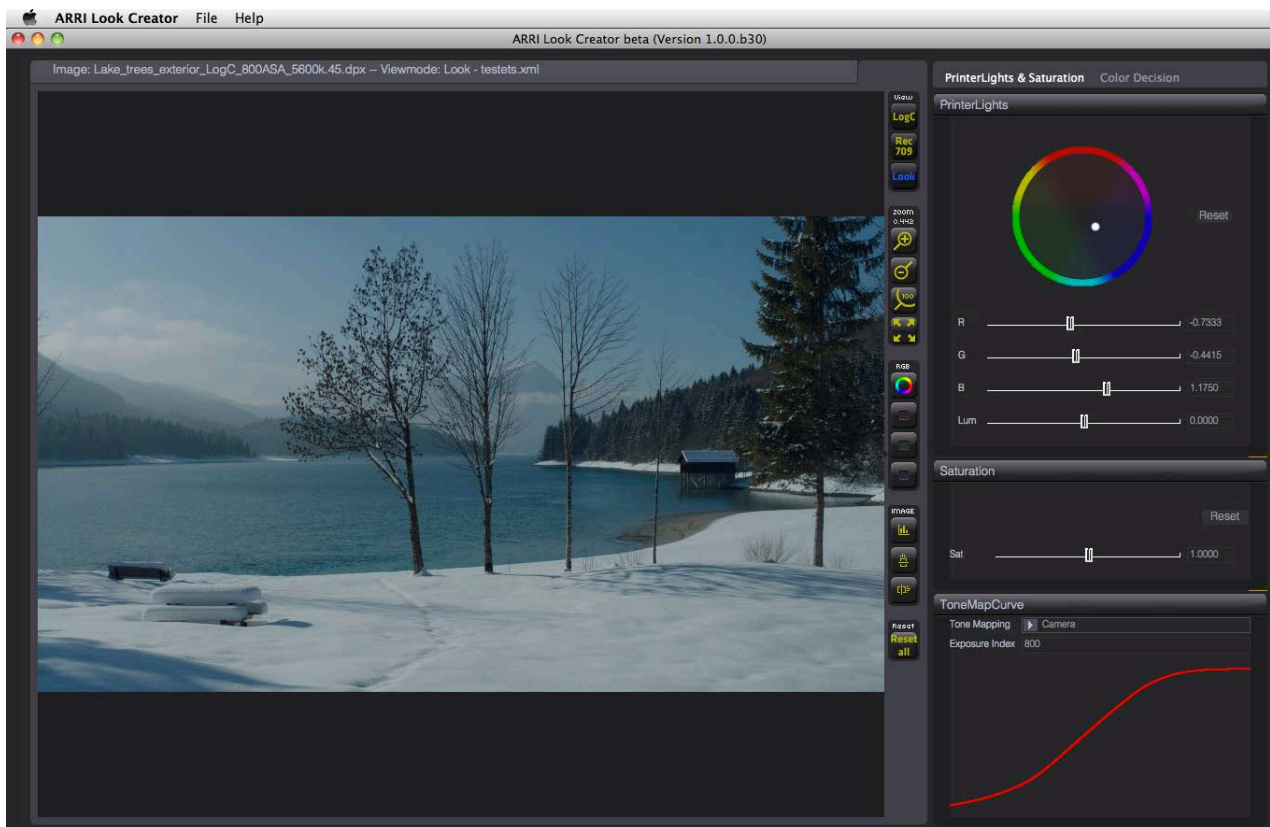 ARRI Look Creator File Help
ARRI Look Creator beta (Version 1.0.0.b30)
Image: Lake_trees_exterior_LogC_800ASA_5600k.45.dpx -- Viewmode: Look - testets.xml
View
LogC
Rec
709
Look
zoom
0.442
100
RGB
IMAGE
Reset
Reset
all
PrinterLights & Saturation Color Decision
PrinterLights
Reset
R -0.7333
G -0.4415
B 1.1750
Lum 0.0000
Saturation
Reset
Sat 1.0000
ToneMapCurve
Tone Mapping Camera
Exposure Index 800